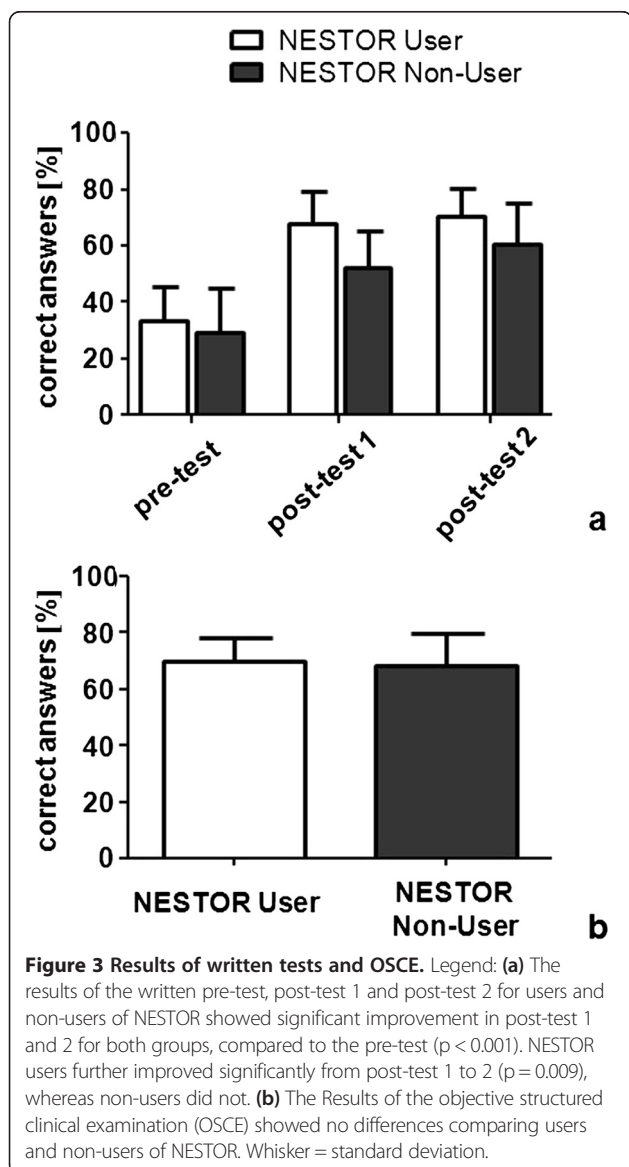 NESTOR User
NESTOR Non-User
correct answers [%]
100
80
60
40
20
0
pre-test
post-test 1
post-test 2
a
correct answers [%]
100
80
60
40
20
0
NESTOR User
NESTOR
Non-User
b
Figure 3 Results of written tests and OSCE. Legend: (a) The
results of the written pre-test, post-test 1 and post-test 2 for users and
non-users of NESTOR showed significant improvement in post-test 1
and 2 for both groups, compared to the pre-test (p < 0.001). NESTOR
users further improved significantly from post-test 1 to 2 (p = 0.009),
whereas non-users did not. (b) The Results of the objective structured
clinical examination (OSCE) showed no differences comparing users
and non-users of NESTOR. Whisker = standard deviation.